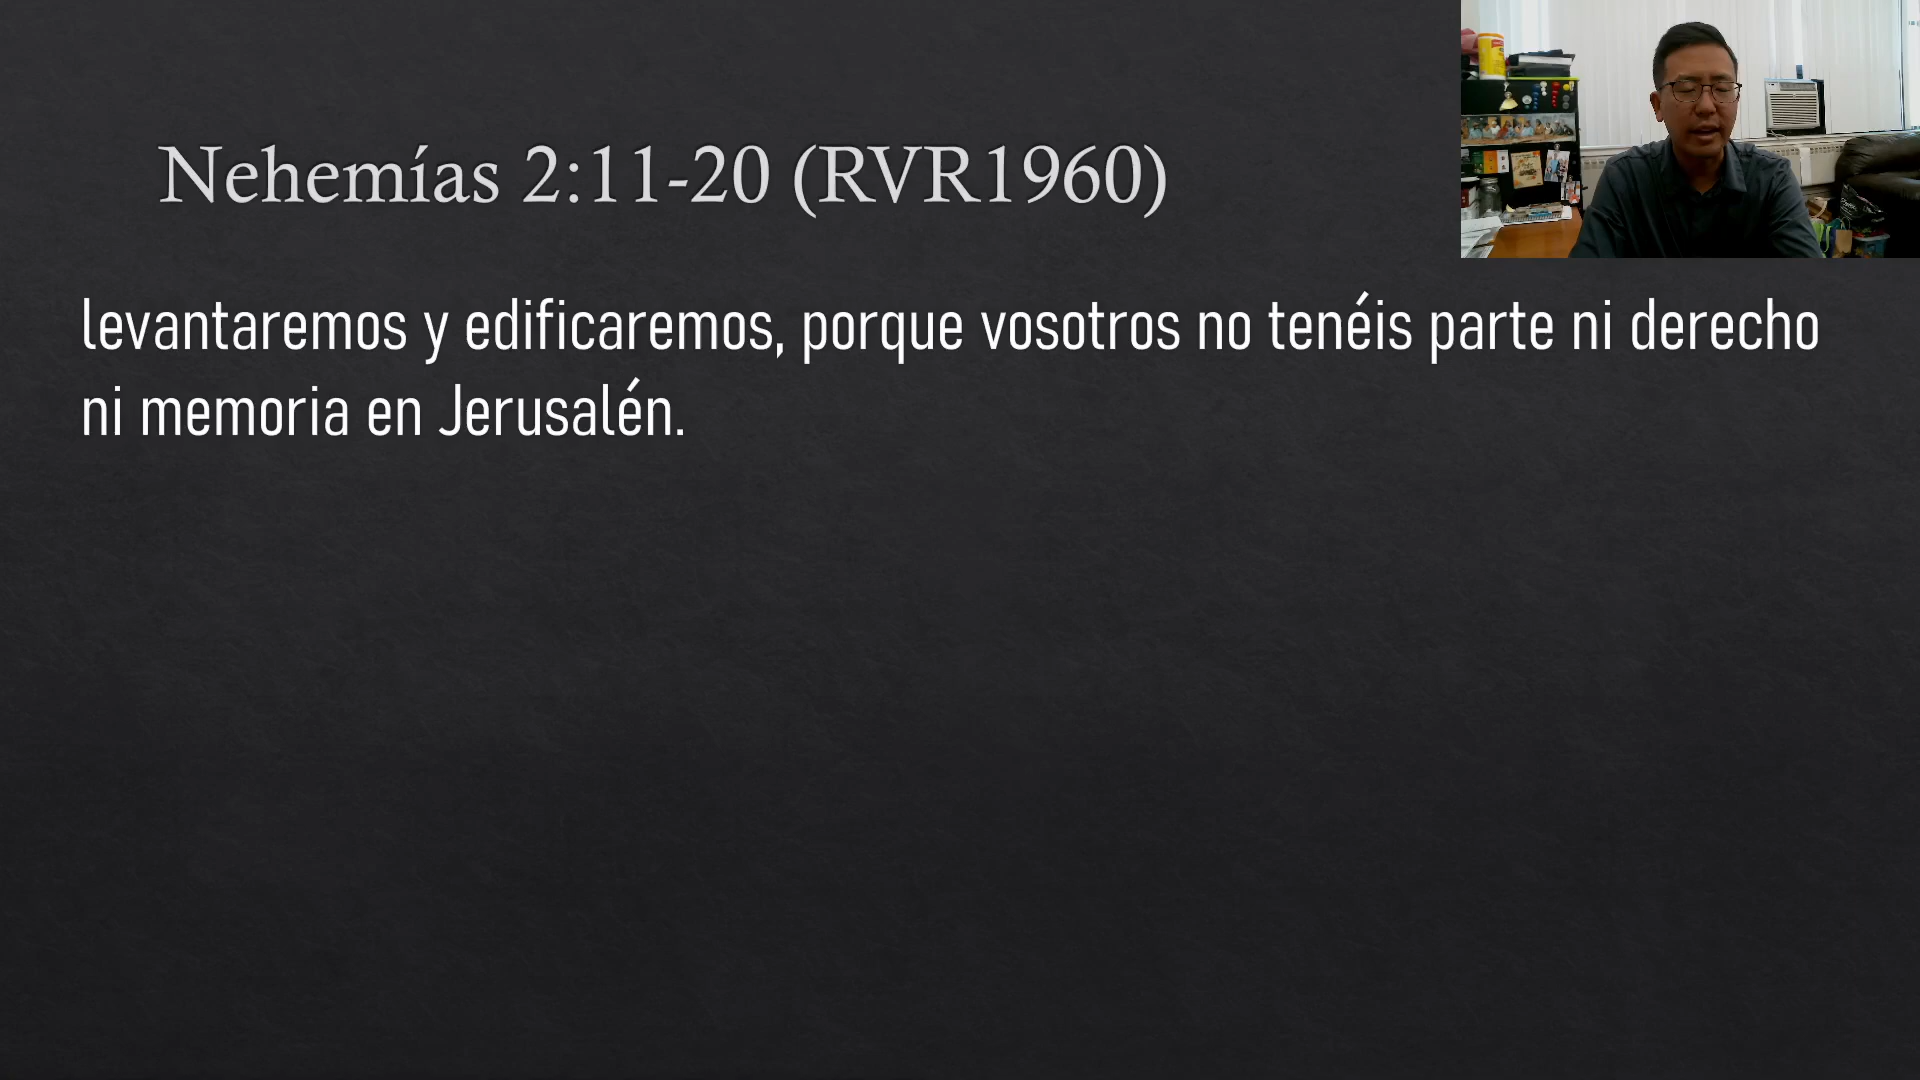 Nehemías 2:11-20 (RVR1960)
levantaremos y edificaremos, porque vosotros no tenéis parte ni derecho
ni memoria en Jerusalén.